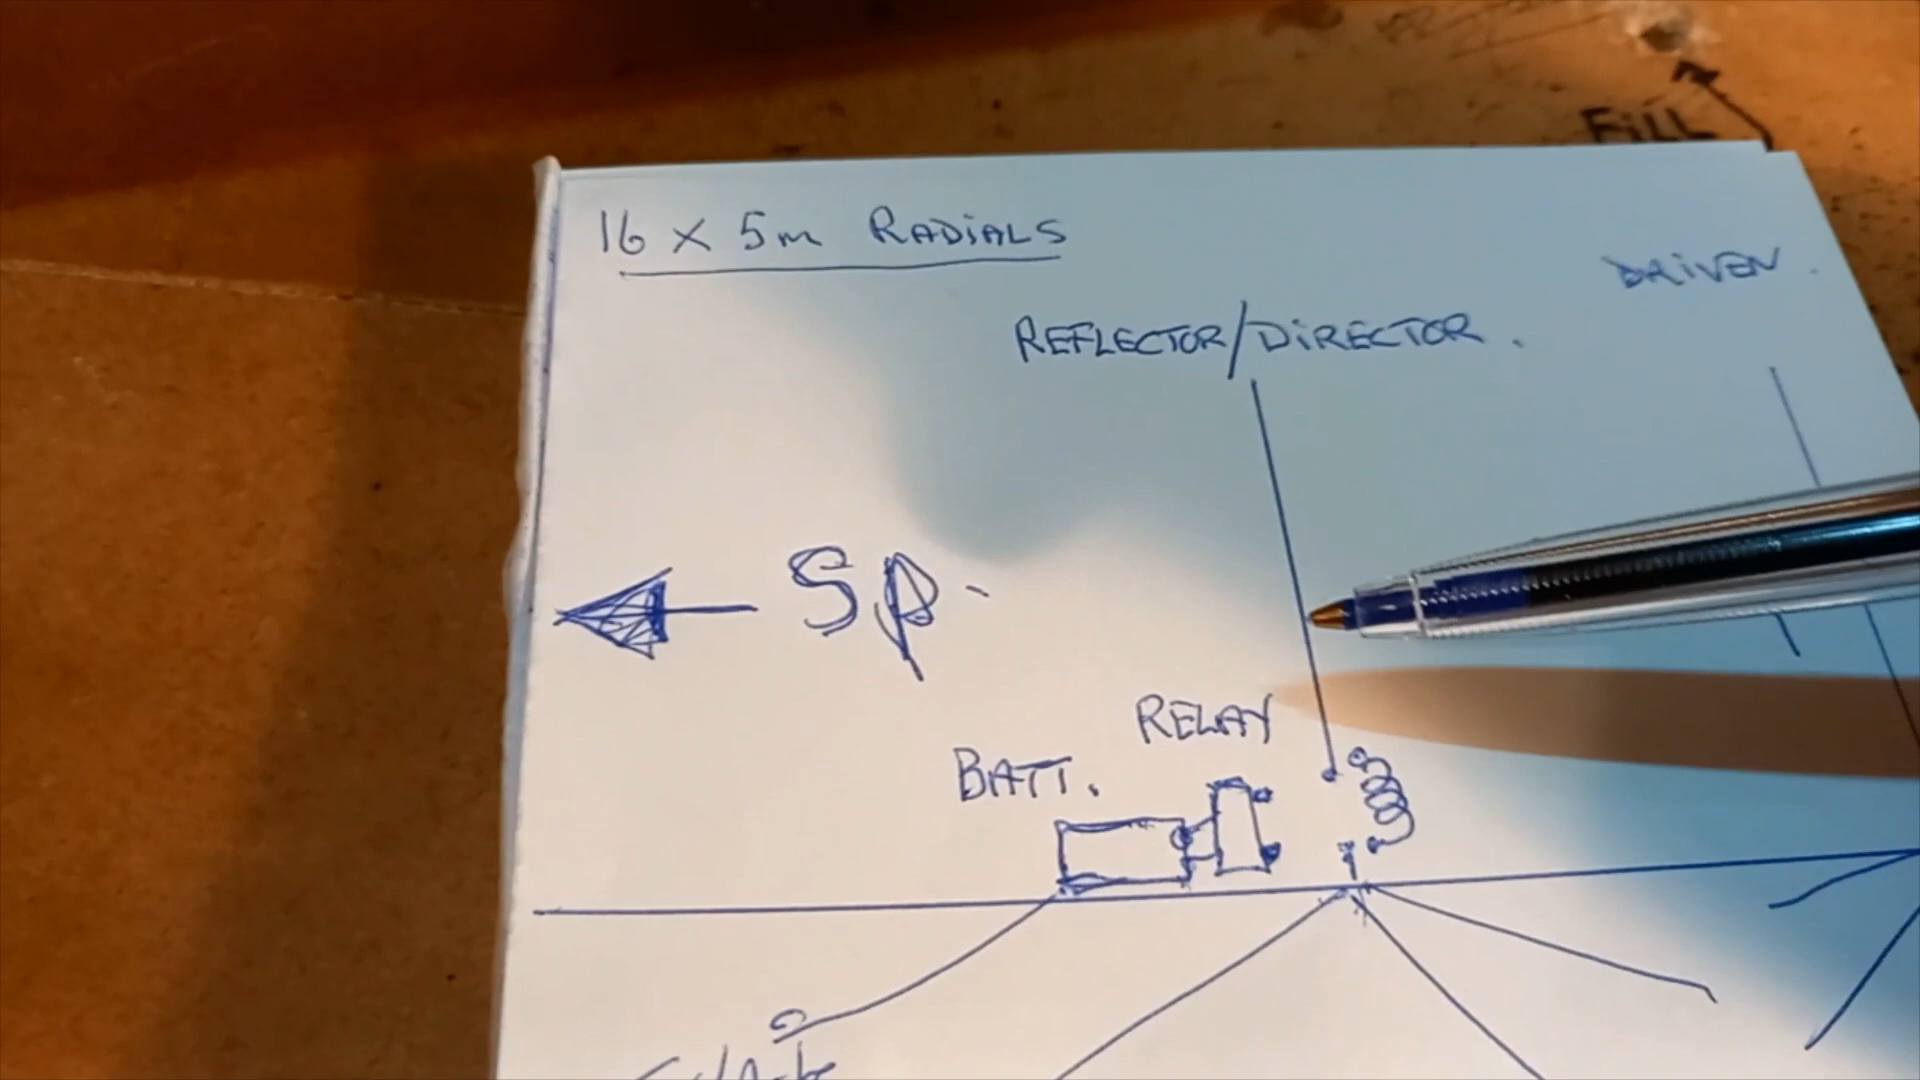 FILL
16 X 5m RADIALS
DRIVEN.
REFLECTOR/DIRECTOR.
Sp.
RELAY
BATT.